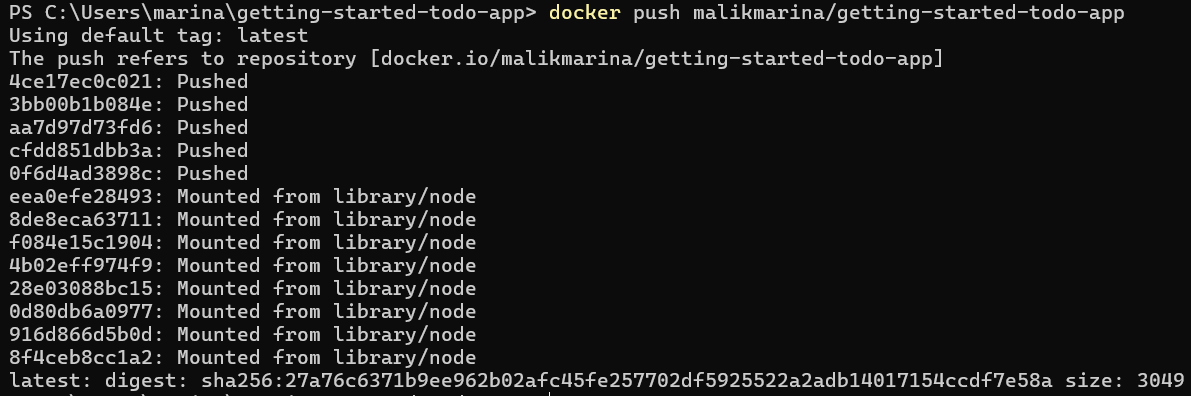 PS C:\Users\marina\getting-started-todo-app> docker push malikmarina/getting-started-todo-app
Using default tag: latest
The push refers to repository [docker.io/malikmarina/getting-started-todo-app]
4ce17ec0c021: Pushed
3bb00b1b084e: Pushed
aa7d97d73fd6: Pushed
cfdd851dbb3a: Pushed
0f6d4ad3898c: Pushed
eea0efe28493: Mounted from library/node
8de8eca63711: Mounted from library/node
f084e15c1904: Mounted from library/node
4b02eff974f9: Mounted from library/node
28e03088bc15: Mounted from library/node
0d80db6a0977: Mounted from library/node
916d866d5b0d: Mounted from library/node
8f4ceb8cc1a2: Mounted from library/node
latest: digest: sha256:27a76c6371b9ee962b02afc45fe257702df5925522a2adb14017154ccdf7e58a size: 3049